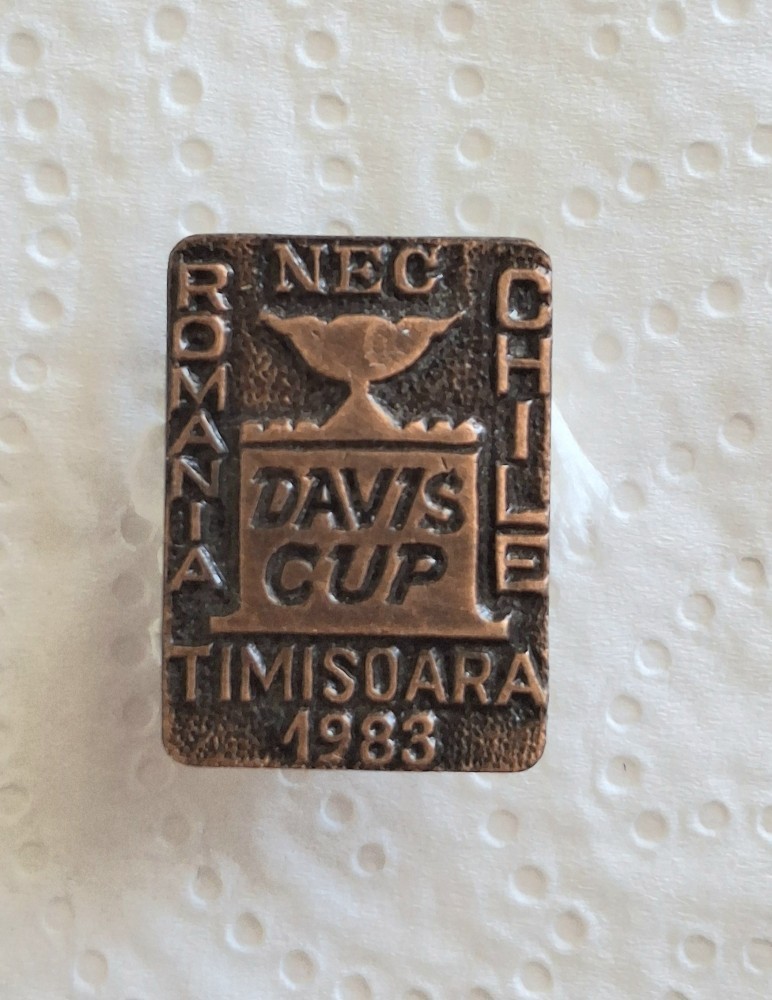 NEC
ROMANIA
CHILE
DAVIS
CUP
TIMISOARA
1983